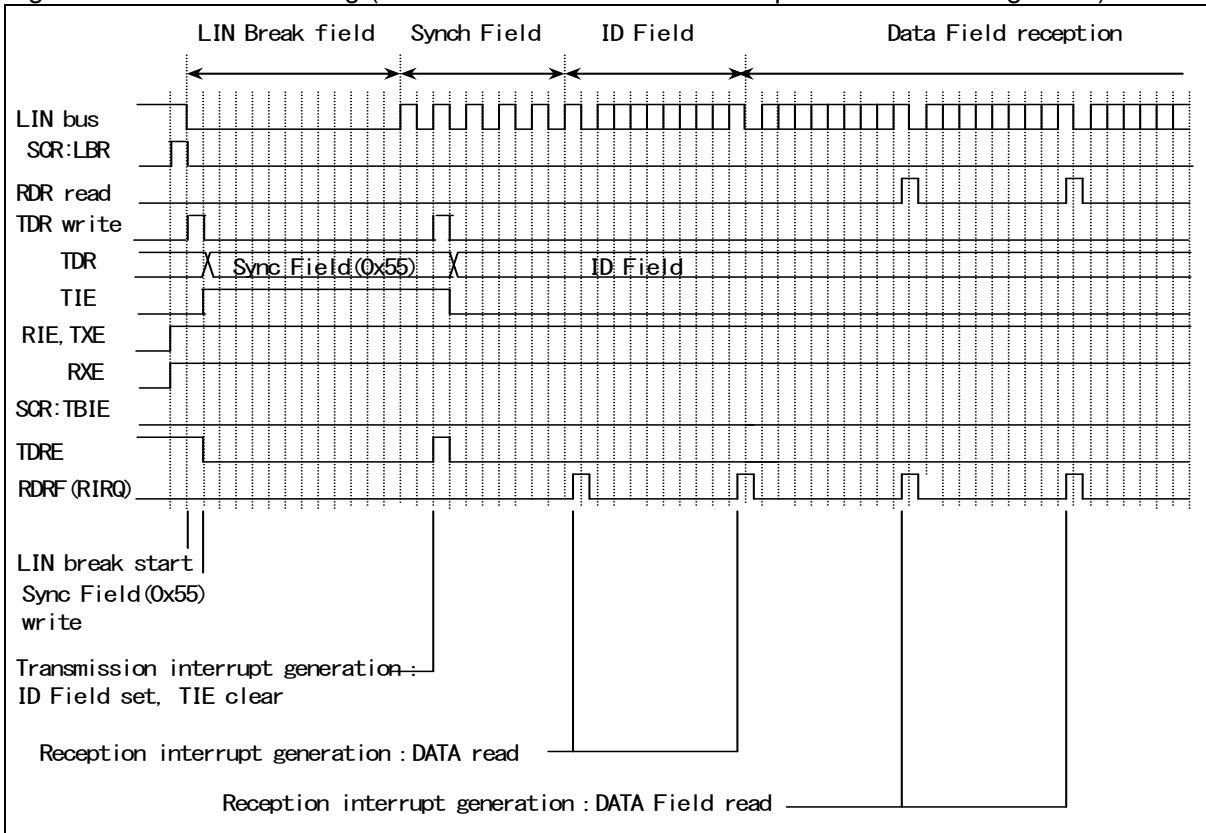 LIN Break field Synch Field ID Field Data Field reception
LIN bus
SCR:LBR
RDR read
TDR write
TDR Sync Field(0x55) ID Field
TIE
RIE,TXE
RXE
SCR:TBIE
TDRE
RDRF(RIRQ)
LIN break start
Sync Field(0x55)
write
Transmission interrupt generation :
ID Field set, TIE clear
Reception interrupt generation : DATA read
Reception interrupt generation : DATA Field read